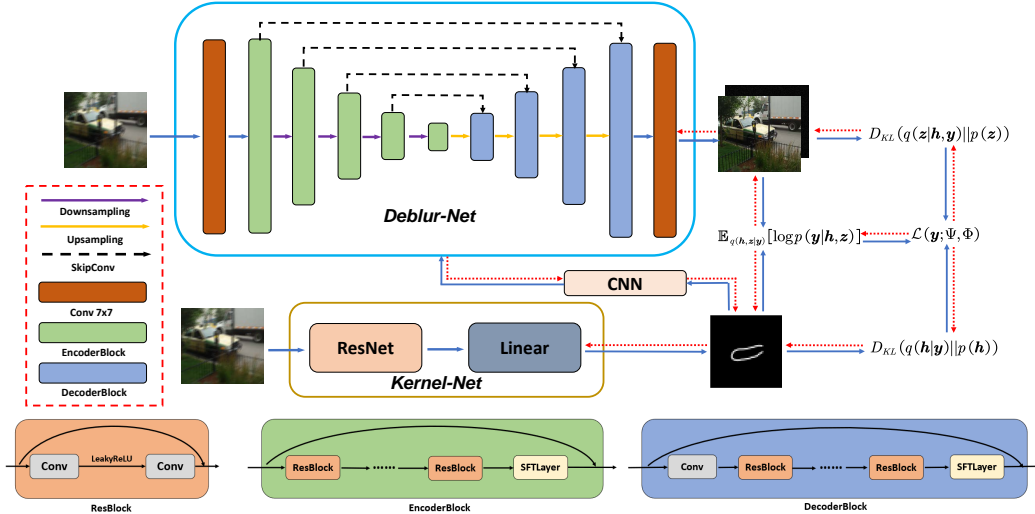 Deblur-Net
D_{KL}(q(z|h,y)||p(z))
Downsampling
Upsampling
SkipConv
Conv 7x7
EncoderBlock
DecoderBlock
𝔼_{q(h,z|y)}[log p(y|h,z)]
ℒ(y;Ψ,Φ)
CNN
ResNet
Linear
Kernel-Net
D_{KL}(q(h|y)||p(h))
Conv
LeakyReLU
Conv
ResBlock
ResBlock
......
ResBlock
SFTLayer
EncoderBlock
Conv
ResBlock
......
ResBlock
SFTLayer
DecoderBlock